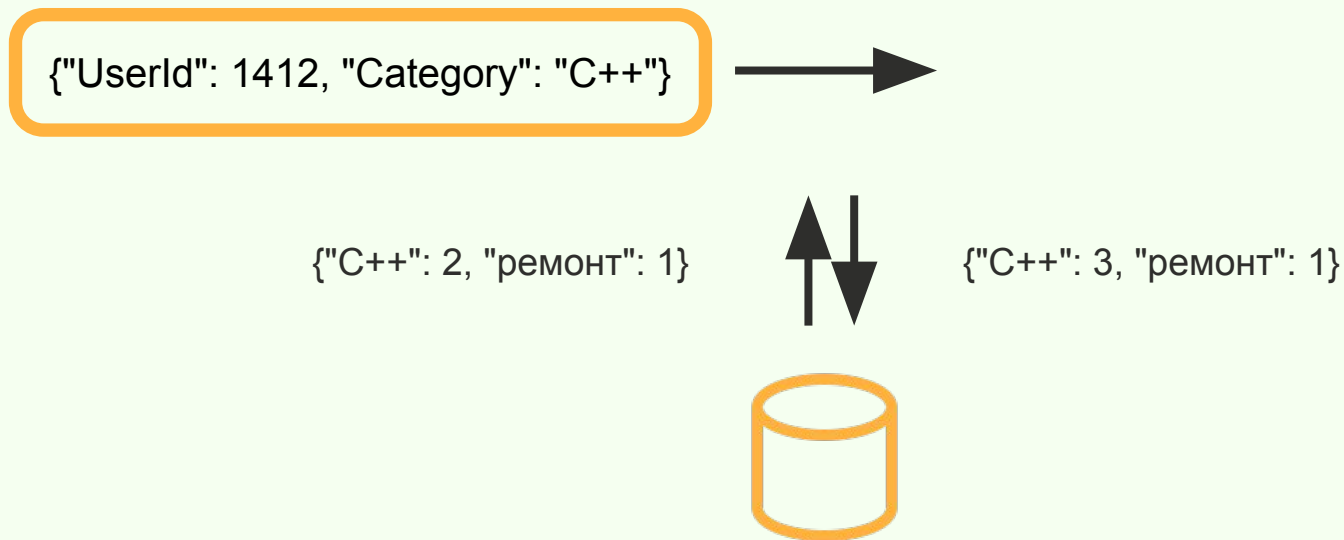 {"UserId": 1412, "Category": "C++"}
{"C++": 2, "ремонт": 1}
{"C++": 3, "ремонт": 1}